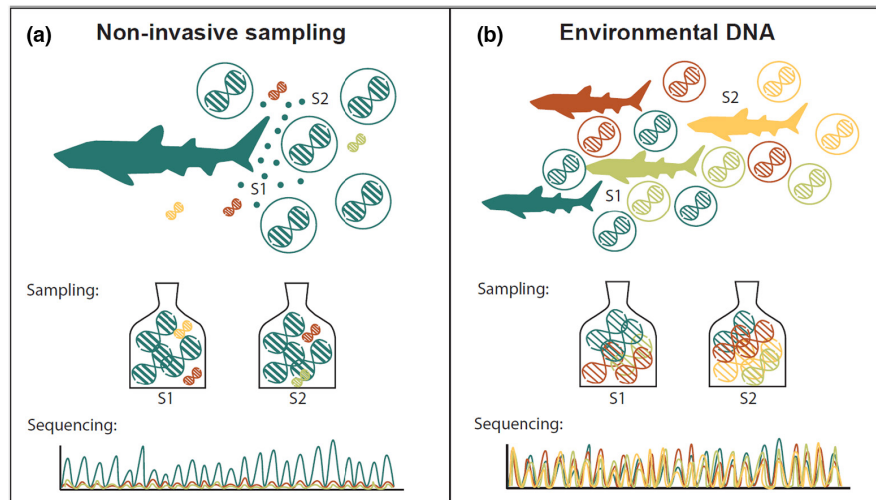 (a) Non-invasive sampling
S2
S1
Sampling:
S1 S2
Sequencing:
(b) Environmental DNA
S2
S1
Sampling:
S1 S2
Sequencing: